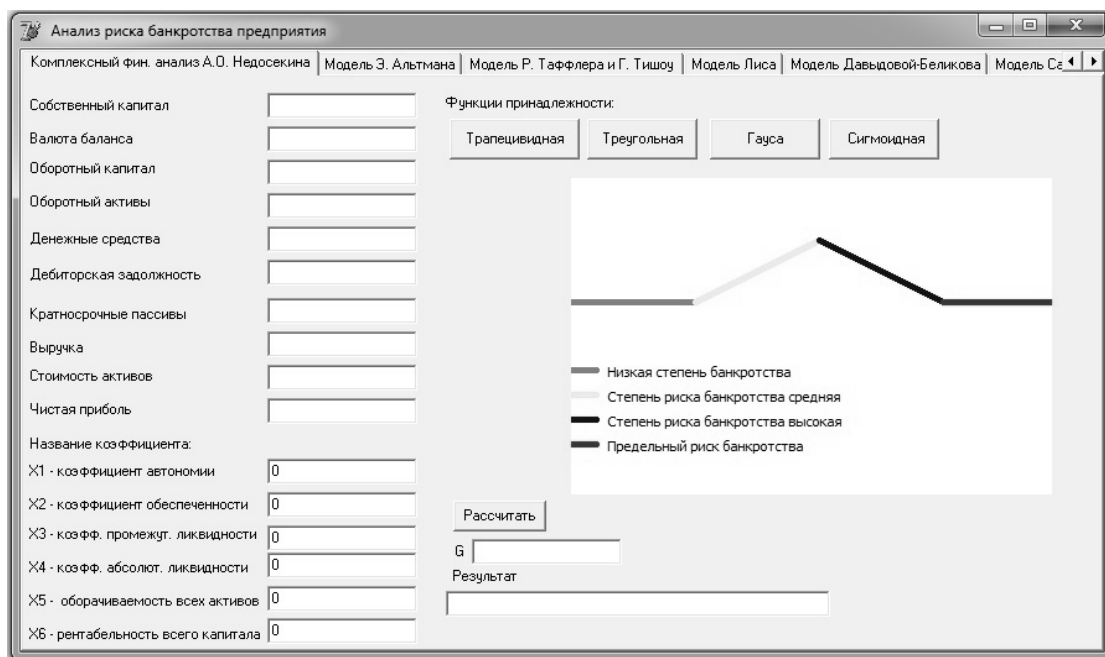 Анализ риска банкротства предприятия
Комплексный фин. анализ А.О. Недосекина
Модель Э. Альтмана
Модель Р. Таффлера и Г. Тишоу
Модель Лиса
Модель Давыдовой-Беликова
Модель Са
Собственный капитал
Валюта баланса
Оборотный капитал
Оборотный активы
Денежные средства
Дебиторская задолжность
Кратносрочные пассивы
Выручка
Стоимость активов
Чистая приболь
Название коэффициента:
X1 - коэффициент автономии
0
X2 - коэффициент обеспеченности
0
X3 - коэфф. промежут. ликвидности
0
X4 - коэфф. абсолют. ликвидности
0
X5 - оборачиваемость всех активов
0
X6 - рентабельность всего капитала
0
Функции принадлежности:
Трапецивидная
Треугольная
Гауса
Сигмоидная
Низкая степень банкротства
Степень риска банкротства средняя
Степень риска банкротства высокая
Предельный риск банкротства
Рассчитать
G
Результат